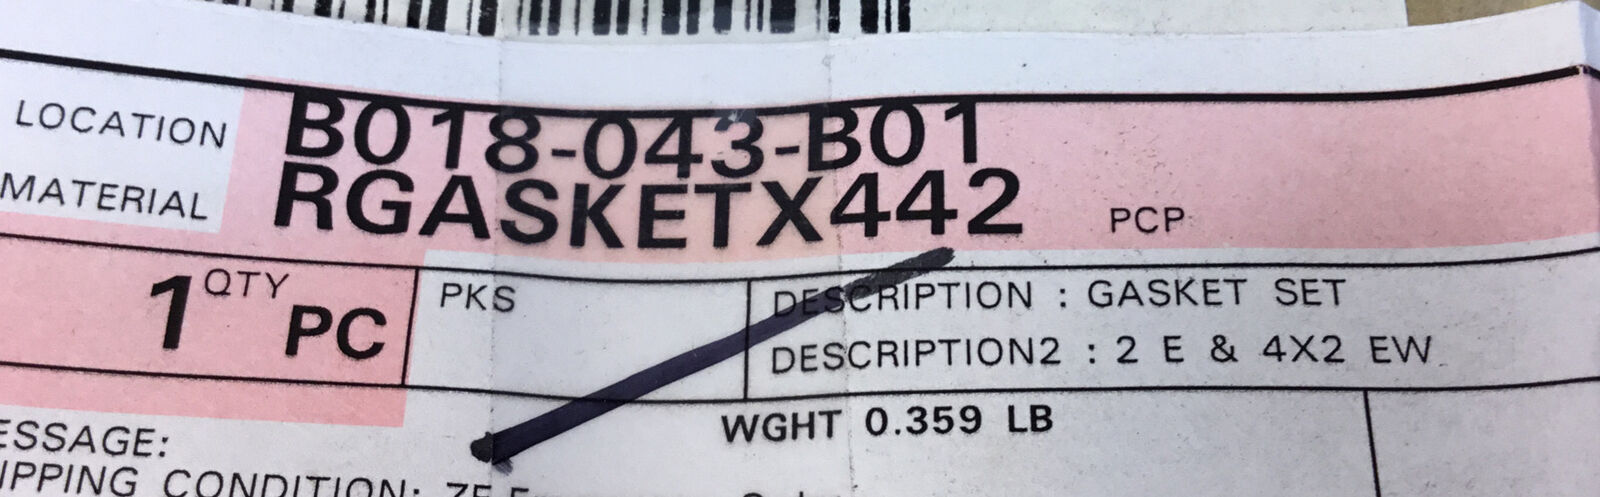 LOCATION B018-043-B01
MATERIAL RGASKETX442 PCP
1 QTY PC PKS DESCRIPTION : GASKET SET
DESCRIPTION2 : 2 E & 4X2 EW
WGHT 0.359 LB
ESSAGE:
IPPING CONDITION: